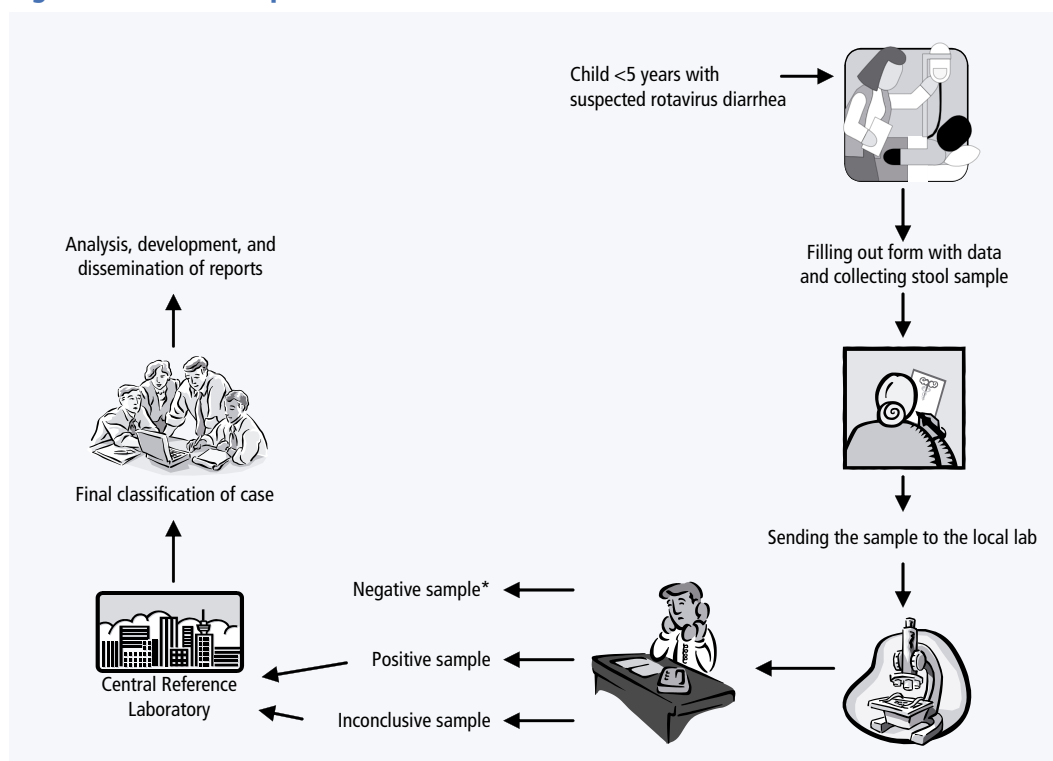 Child <5 years with
suspected rotavirus diarrhea
Filling out form with data
and collecting stool sample
Sending the sample to the local lab
Negative sample*
Positive sample
Inconclusive sample
Central Reference
Laboratory
Final classification of case
Analysis, development, and
dissemination of reports